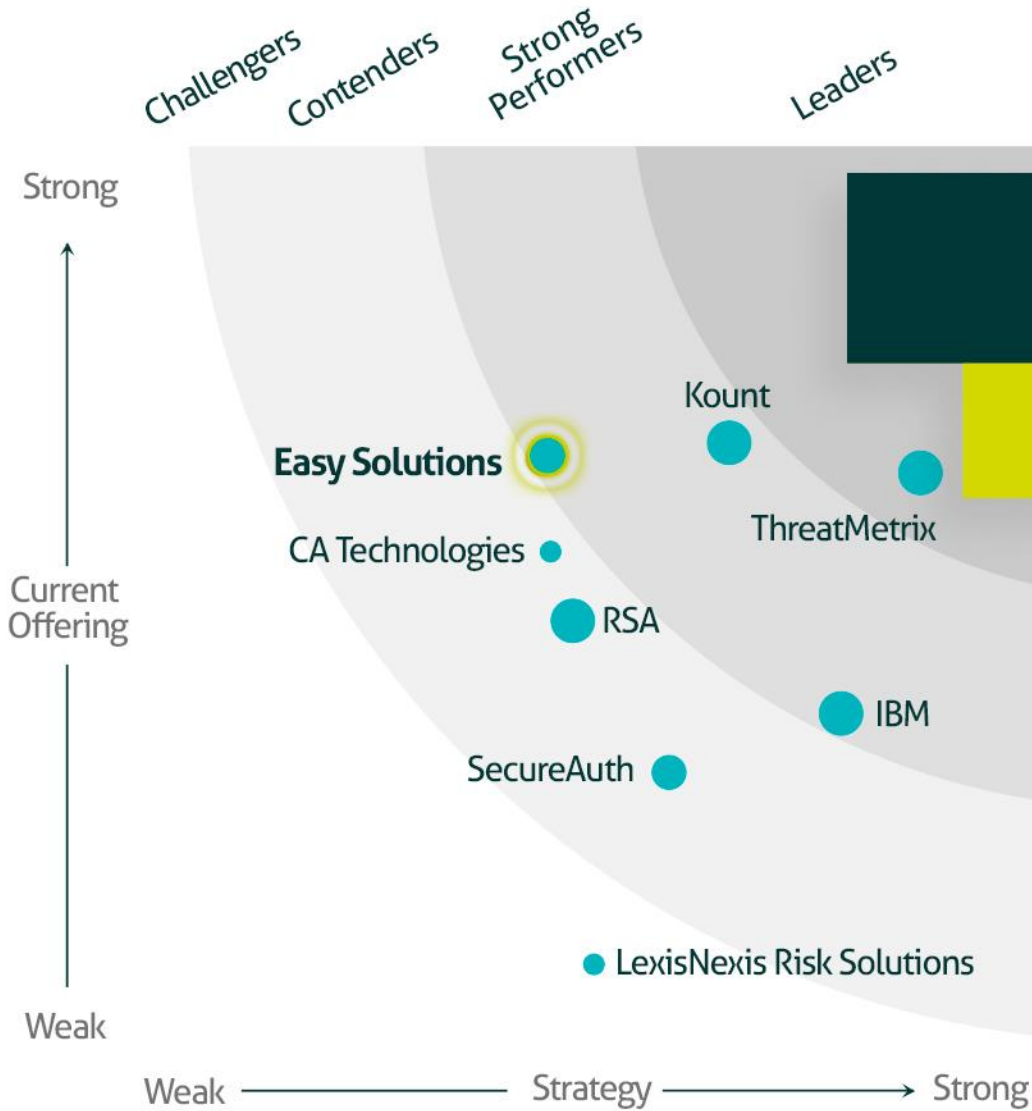 Challengers
Contenders
Strong
Performers
Leaders
Strong
Kount
Easy Solutions
ThreatMetrix
CA Technologies
Current
Offering
RSA
IBM
SecureAuth
LexisNexis Risk Solutions
Weak
Weak
Strategy
Strong